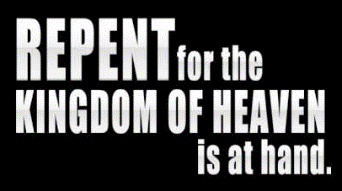 REPENT for the
KINGDOM OF HEAVEN
is at hand.